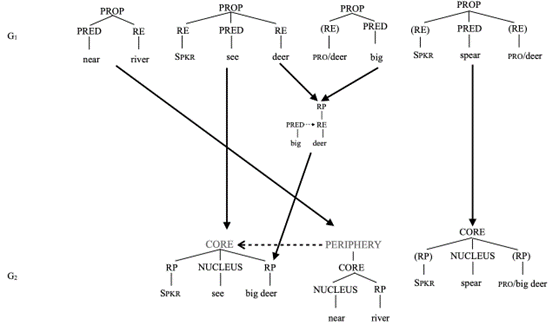 PROP PROP PROP PROP
G1 PRED RE RE PRED RE (RE) PRED (RE) PRED (RE)
near river SPKR see deer PRO/deer big SPKR spear PRO/deer
RP
PRED RE
big deer
CORE PERIPHERY CORE
RP NUCLEUS RP CORE (RP) NUCLEUS (RP)
G2 SPKR see big deer NUCLEUS RP SPKR spear PRO/big deer
near river